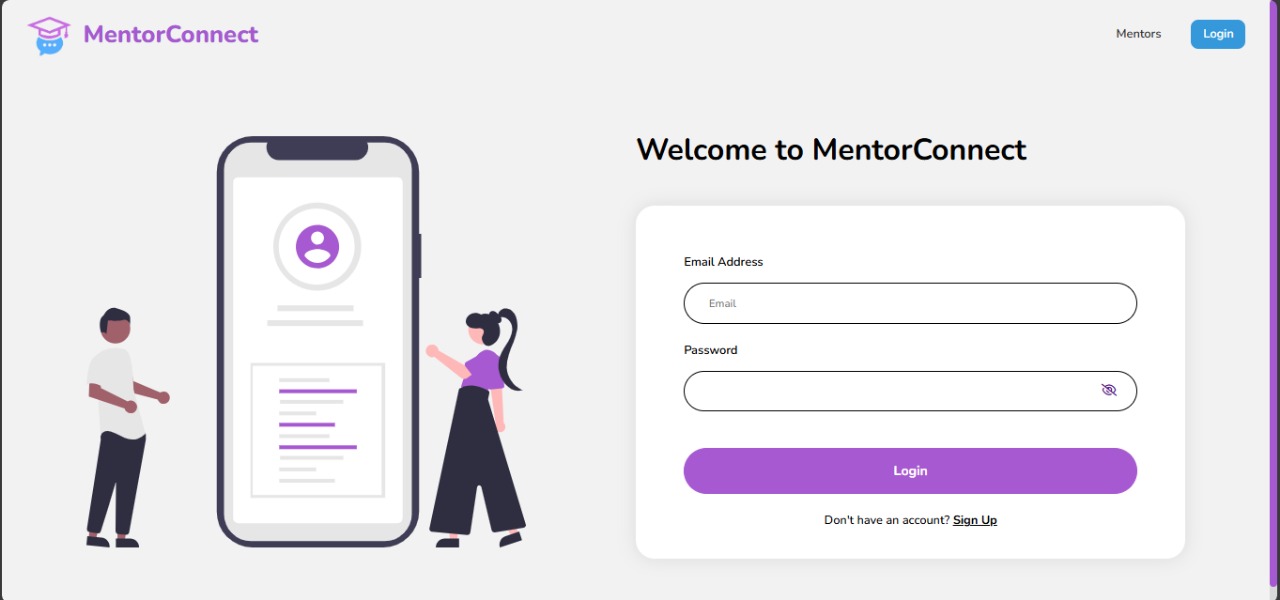 MentorConnect
Mentors
Login
Welcome to MentorConnect
Email Address
Email
Password
Login
Don't have an account? Sign Up